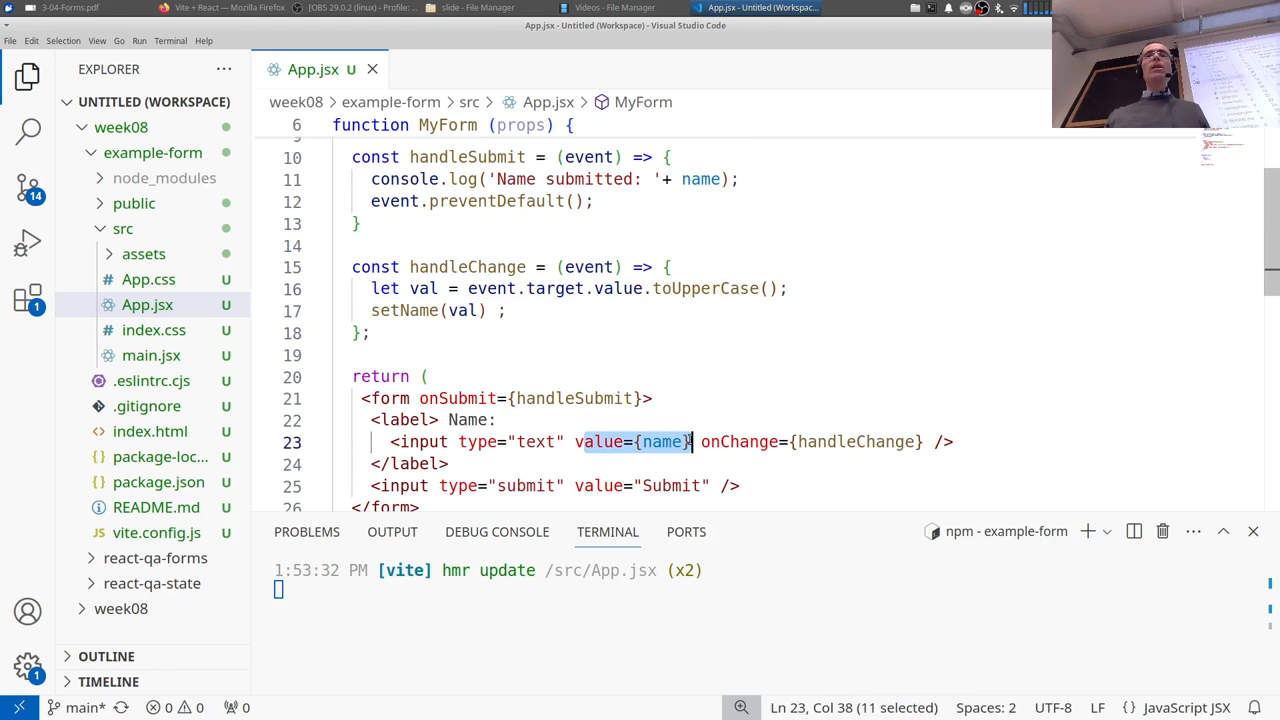 3-04-Forms.pdf
Vite + React — Mozilla Firefox
JOBS 29.0.2 (linux) - Profile:
slide - File Manager
Videos - File Manager
App.jsx - Untitled (Workspac...
App.jsx - Untitled (Workspace) - Visual Studio Code
File Edit Selection View Go Run Terminal Help
EXPLORER
App.jsx U
UNTITLED (WORKSPACE)
week08
example-form
node_modules
public
src
assets
App.css U
App.jsx U
index.css U
main.jsx U
.eslintrc.cjs U
.gitignore U
index.html U
package-loc... U
package.json U
README.md U
vite.config.js U
react-qa-forms
react-qa-state
week08
OUTLINE
TIMELINE
14
1
1
week08 > example-form > src > App.jsx > MyForm
6 function MyForm (props) {
10 const handleSubmit = (event) => {
11 console.log('Name submitted: '+ name);
12 event.preventDefault();
13 }
14
15 const handleChange = (event) => {
16 let val = event.target.value.toUpperCase();
17 setName(val) ;
18 };
19
20 return (
21 <form onSubmit={handleSubmit}>
22 <label> Name:
23 <input type="text" value={name} onChange={handleChange} />
24 </label>
25 <input type="submit" value="Submit" />
26 </form>
PROBLEMS OUTPUT DEBUG CONSOLE TERMINAL PORTS
npm - example-form
1:53:32 PM [vite] hmr update /src/App.jsx (x2)
main* 0 0 0
Ln 23, Col 38 (11 selected) Spaces: 2 UTF-8 LF {} JavaScript JSX